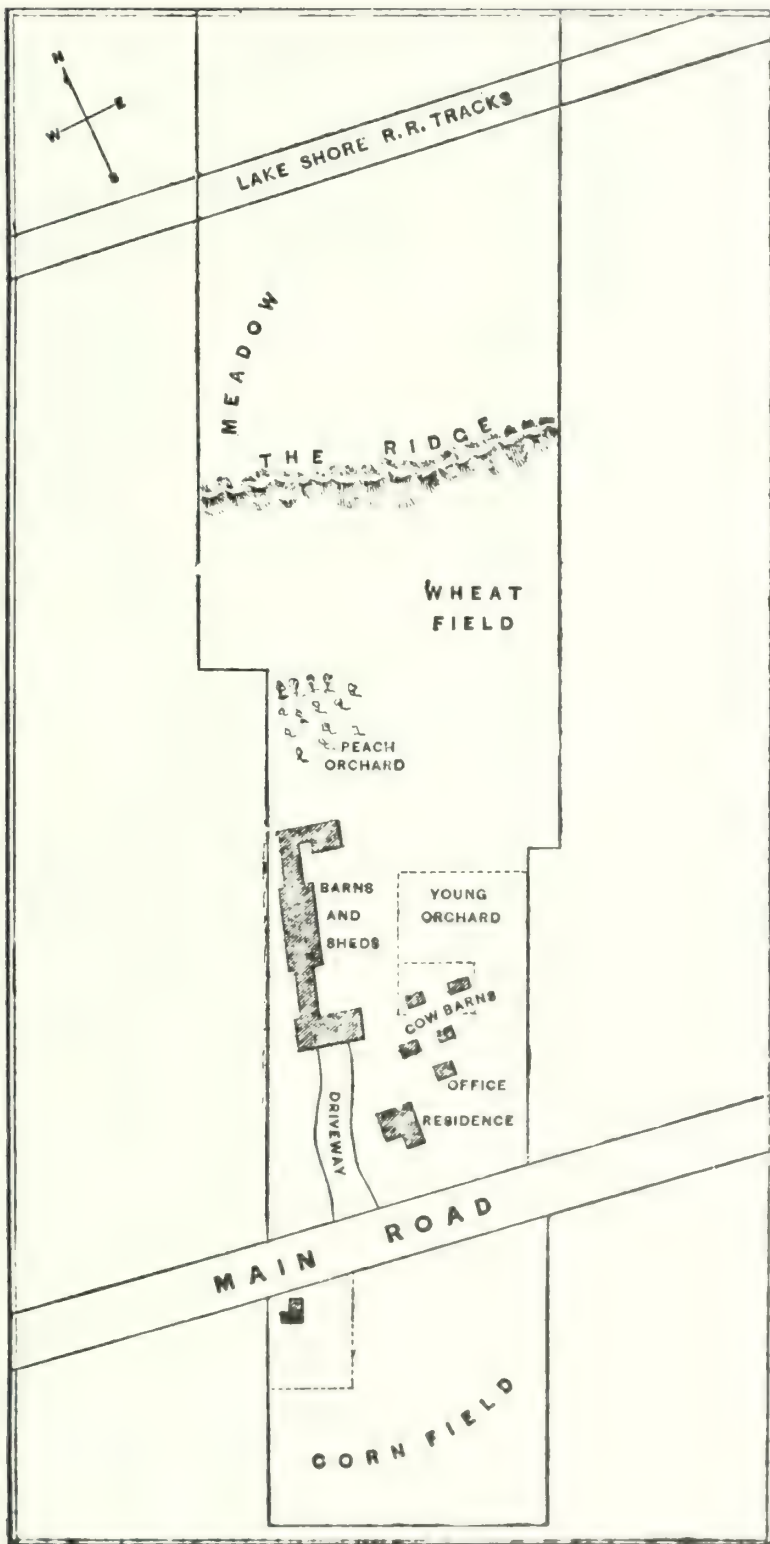 N
W E
S
LAKE SHORE R.R. TRACKS
MEADOW
THE RIDGE
WHEAT
FIELD
PEACH
ORCHARD
BARNS
AND
SHEDS
YOUNG
ORCHARD
COW BARNS
OFFICE
RESIDENCE
DRIVEWAY
MAIN ROAD
CORN FIELD